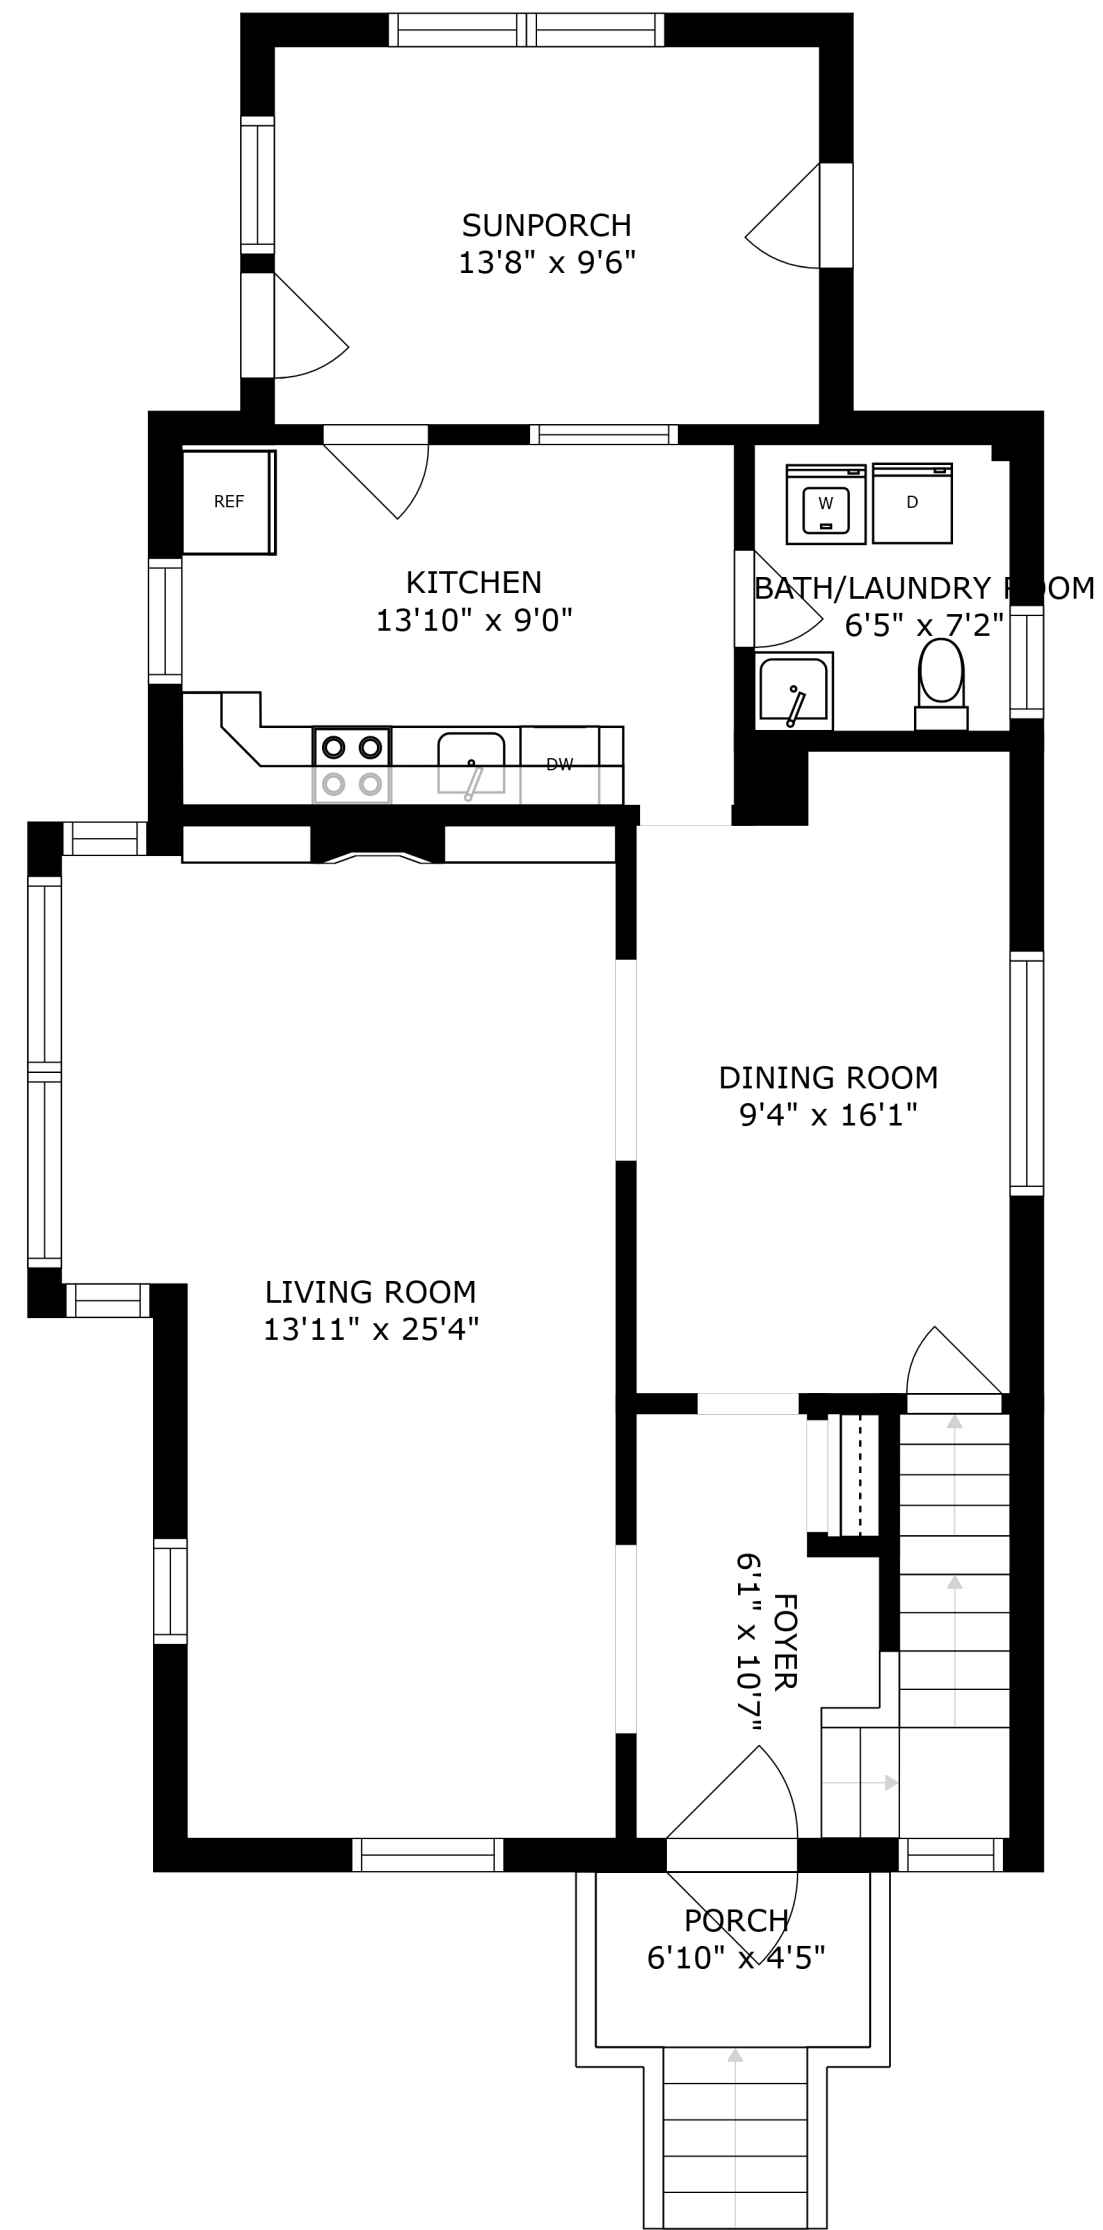 SUNPORCH
13'8" x 9'6"
REF
W
D
KITCHEN
13'10" x 9'0"
BATH/LAUNDRY ROOM
6'5" x 7'2"
DW
DINING ROOM
9'4" x 16'1"
LIVING ROOM
13'11" x 25'4"
FOYER
6'1" x 10'7"
PORCH
6'10" x 4'5"